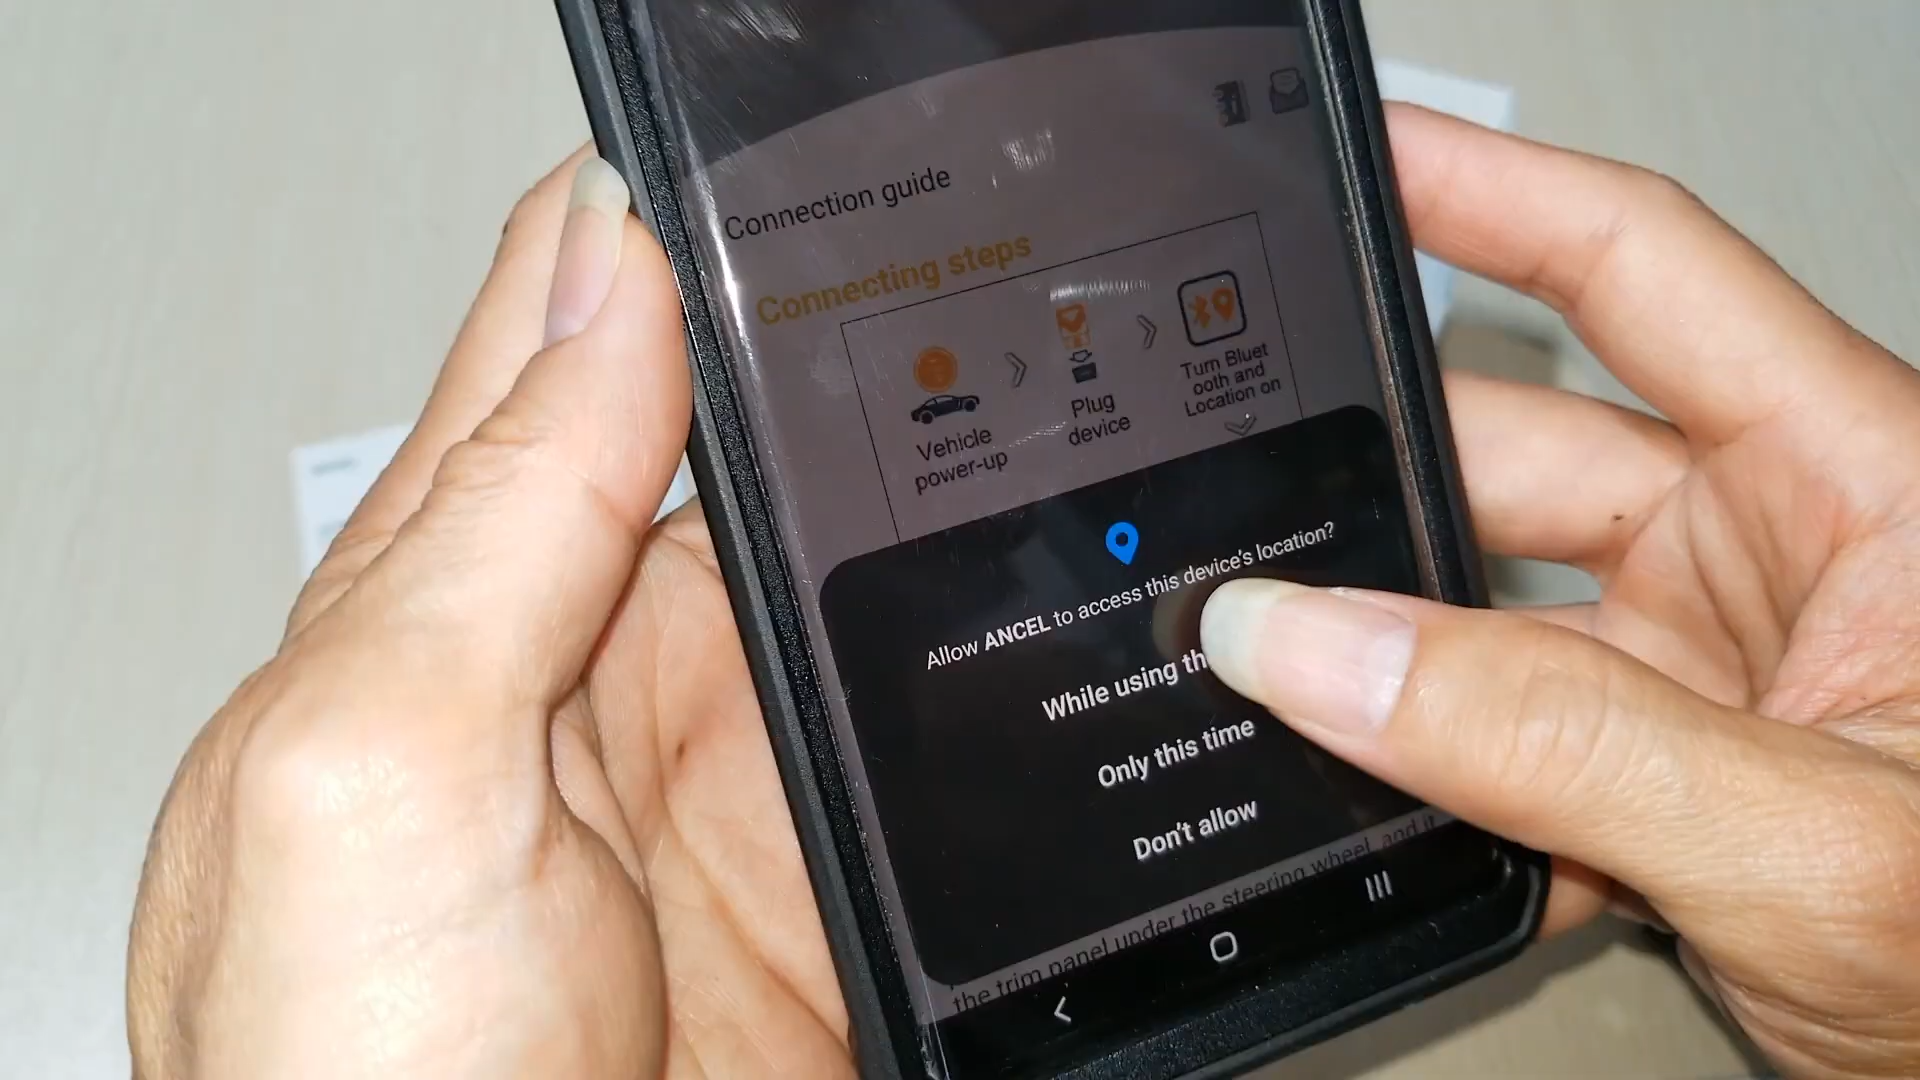 Connection guide
Connecting steps
Vehicle
power-up
Plug
device
Turn Bluet
ooth and
Location on
Allow ANCEL to access this device's location?
While using th
Only this time
Don't allow
the trim panel under the steering wheel, and it